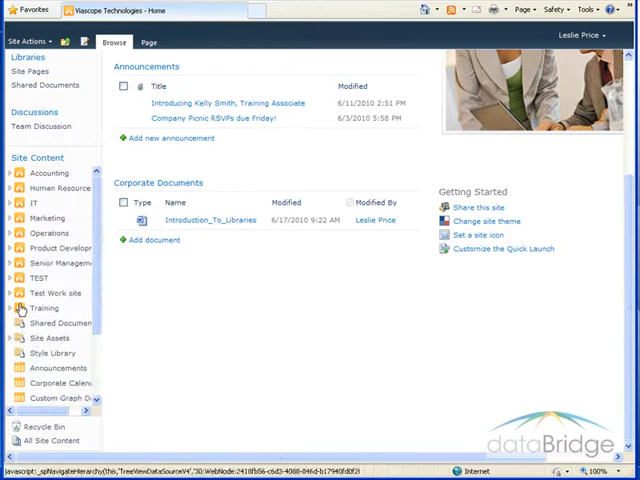 Favorites
Viascope Technologies - Home
Page
Safety
Tools
Site Actions
Browse
Page
Leslie Price
Libraries
Site Pages
Shared Documents
Discussions
Team Discussion
Site Content
Accounting
Human Resource
IT
Marketing
Operations
Product Develop
Senior Managem
TEST
Test Work site
Training
Shared Documen
Site Assets
Style Library
Announcements
Corporate Calend
Custom Graph D
Recycle Bin
All Site Content
Announcements
Title Modified
Introducing Kelly Smith, Training Associate 6/11/2010 2:51 PM
Company Picnic RSVPs due Friday! 6/3/2010 5:58 PM
Add new announcement
Corporate Documents
Type Name Modified Modified By
Introduction_To_Libraries 6/17/2010 9:22 AM Leslie Price
Add document
Getting Started
Share this site
Change site theme
Set a site icon
Customize the Quick Launch
dataBridge
Internet
100%